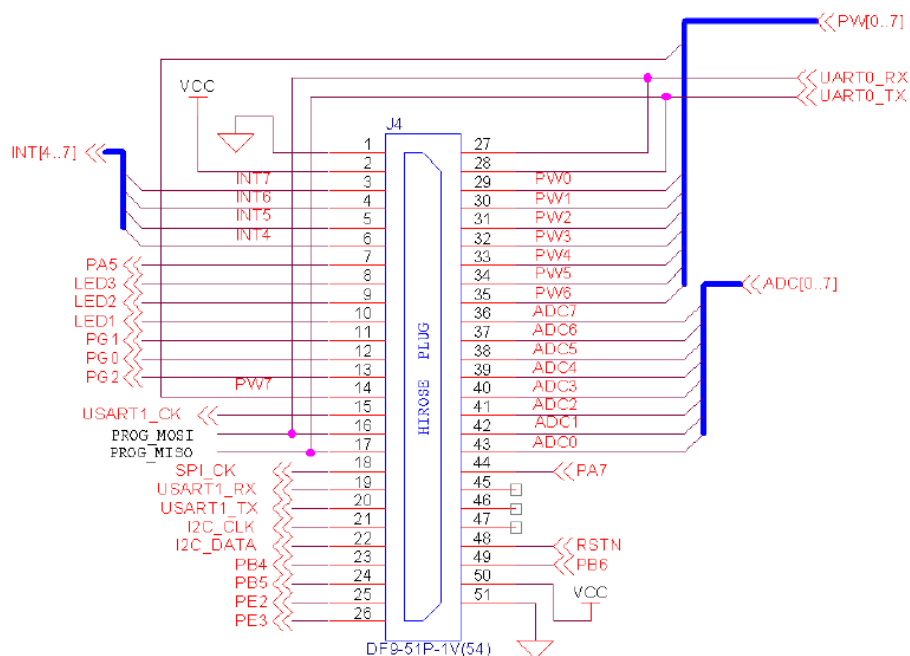 PW[0..7]
UART0_RX
UART0_TX
VCC
J4
INT[4..7]
1 27
2 28
INT7 3 29 PW0
INT6 4 30 PW1
INT5 5 31 PW2
INT4 6 32 PW3
7 33 PW4
PA5 8 34 PW5
LED3 9 35 PW6
LED2 10 36 ADC7
LED1 11 37 ADC6
PG1 12 38 ADC5
PG0 13 39 ADC4
PG2 PW7 14 40 ADC3
15 41 ADC2
USART1_CK 16 42 ADC1
PROG_MOSI 17 43 ADC0
PROG_MISO 18 44 PA7
SPI_CK 19 45
USART1_RX 20 46
USART1_TX 21 47
I2C_CLK 22 48 RSTN
I2C_DATA 23 49 PB6
PB4 24 50
PB5 25 51 VCC
PE2 26
PE3
ADC[0..7]
HIROSE PLUG
DF9-51P-1V(54)